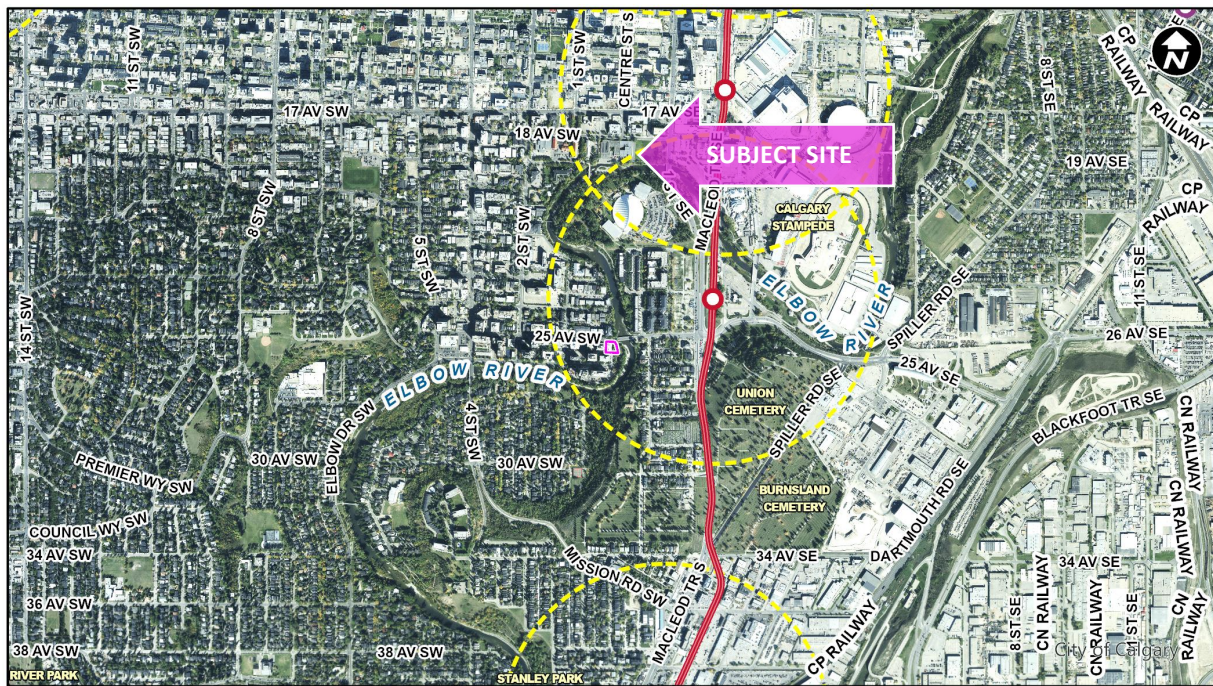 11 ST SW
1 ST SW
CENTRE ST S
CP
RAILWAY
8 ST SE
N
17 AV SW
17 AV SE
18 AV SW
SUBJECT SITE
CP
RAILWAY
19 AV SE
CP
RAILWAY
8 ST SW
5 ST SW
2 ST SW
ST SE
CALGARY
STAMPEDE
ELBOW RIVER
SPILLER RD SE
11 ST SE
14 ST SW
25 AV SW
26 AV SE
25 AV SE
ELBOW RIVER
UNION
CEMETERY
SPILLER RD SE
BLACKFOOT TR SE
CN RAILWAY
ELBOW DR SW
4 ST SW
30 AV SW
30 AV SW
PREMIER WY SW
BURNSLAND
CEMETERY
DARTMOUTH RD SE
CN RAILWAY
COUNCIL WY SW
34 AV SW
MISSION RD SW
34 AV SE
34 AV SE
36 AV SW
MACLEOD TR S
CP RAILWAY
8 ST SE
CN RAILWAY
CN RAILWAY
ST SE
CN
RAILWAY
38 AV SW
38 AV SW
City of Calgary
RIVER PARK
STANLEY PARK